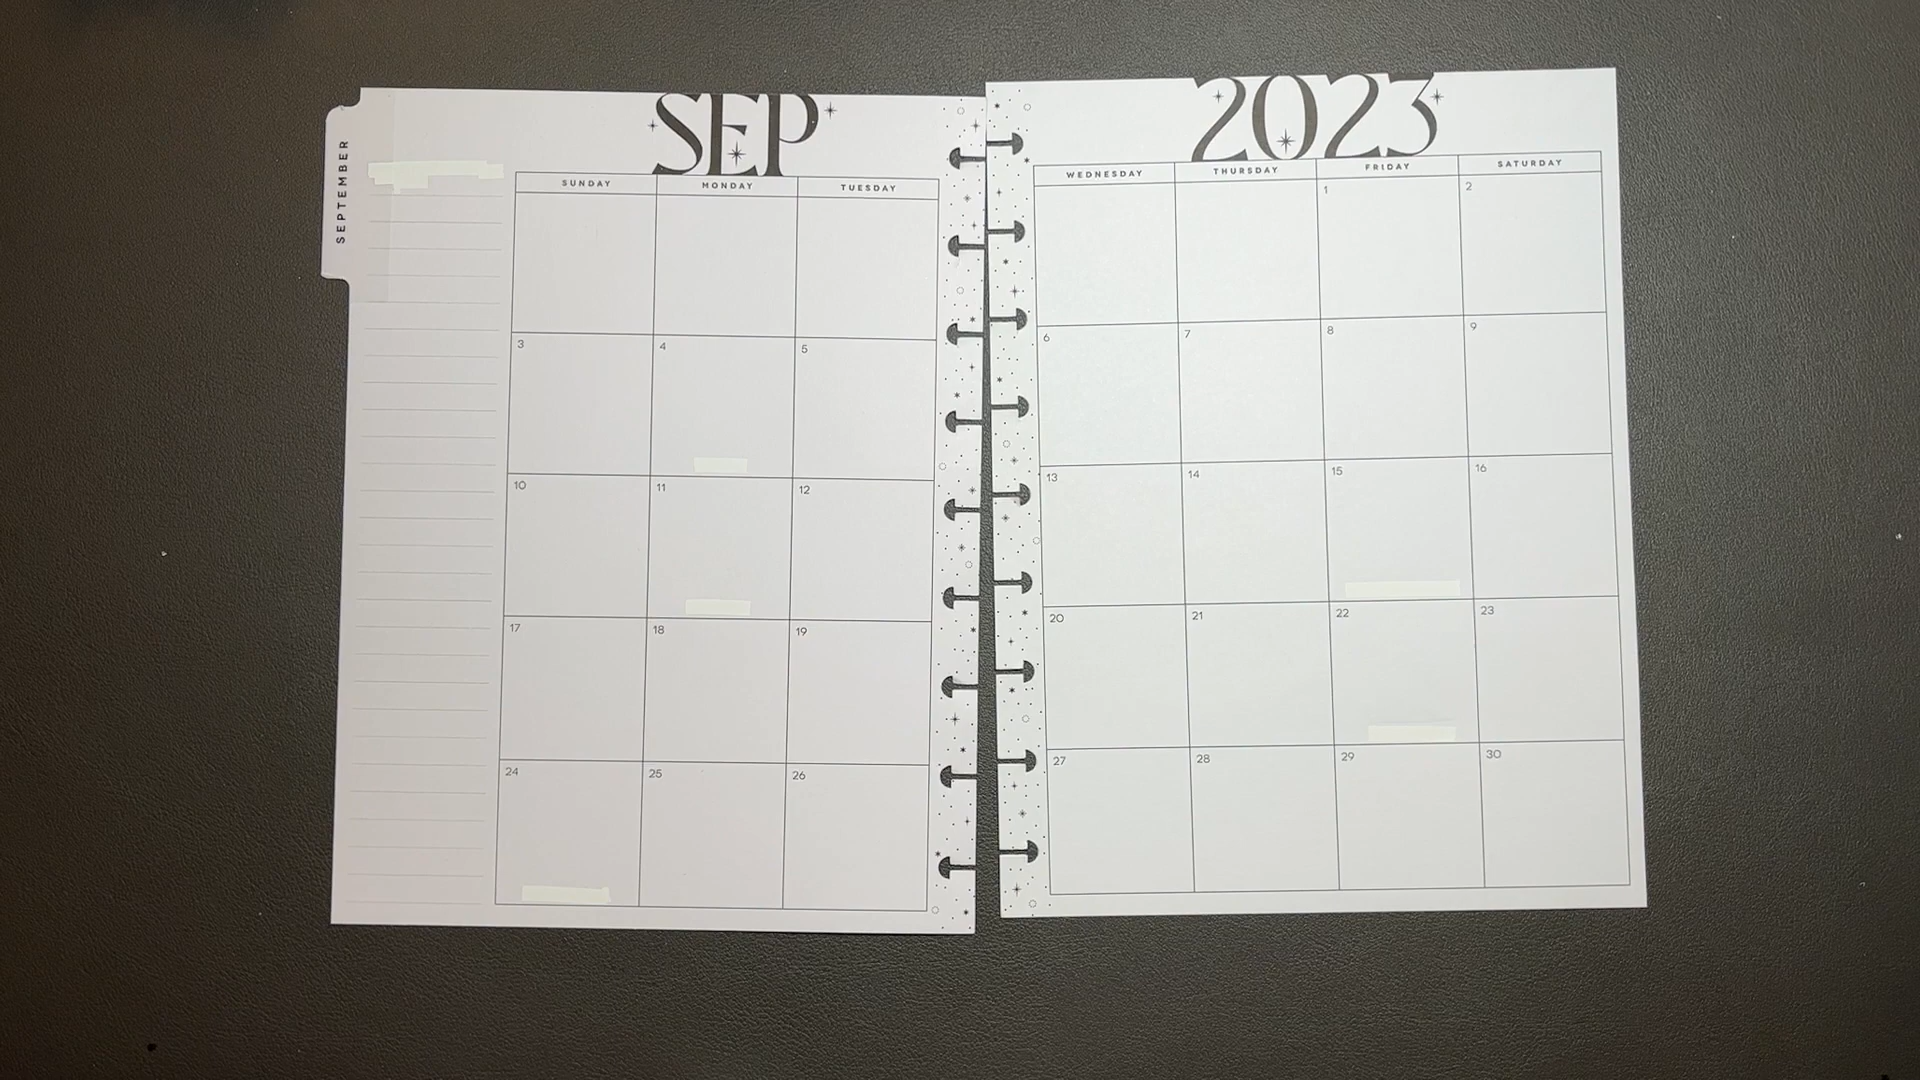 SEP
2023
SEPTEMBER
SUNDAY MONDAY TUESDAY WEDNESDAY THURSDAY FRIDAY SATURDAY
1 2
3 4 5 6 7 8 9
10 11 12 13 14 15 16
17 18 19 20 21 22 23
24 25 26 27 28 29 30